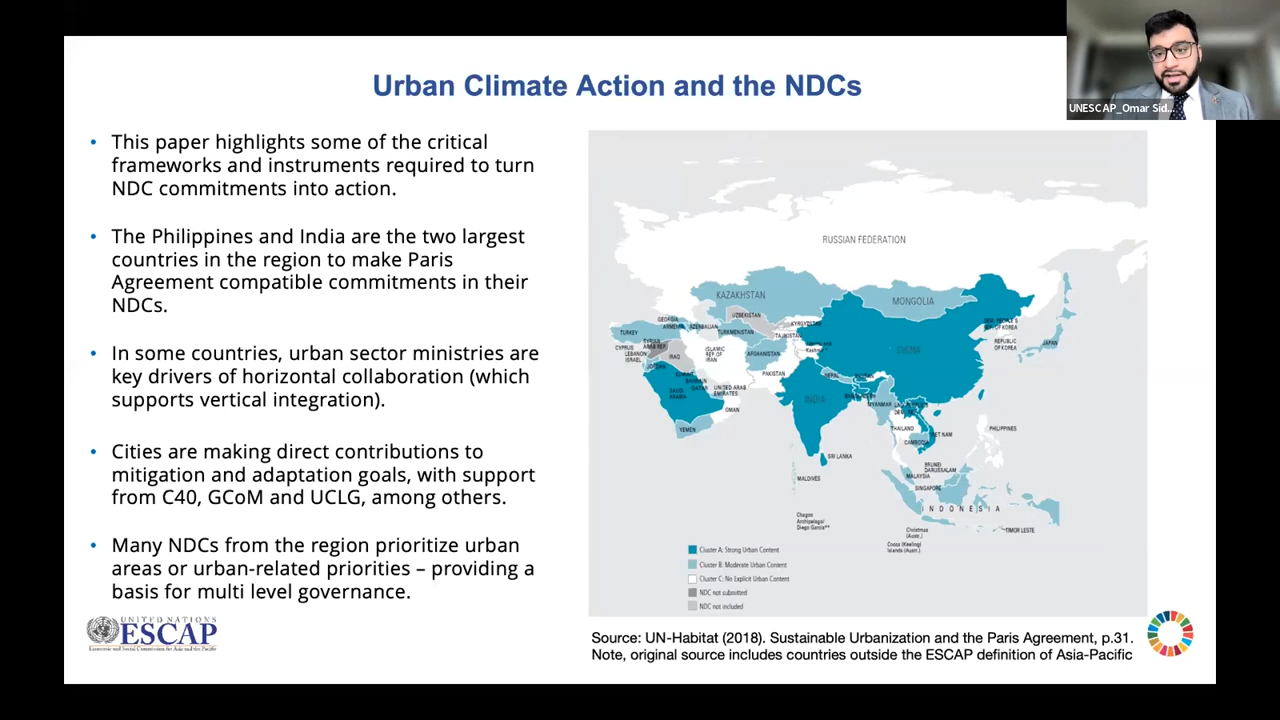 UNESCAP_Omar Sid...
Urban Climate Action and the NDCs
• This paper highlights some of the critical
frameworks and instruments required to turn
NDC commitments into action.
• The Philippines and India are the two largest
countries in the region to make Paris
Agreement compatible commitments in their
NDCs.
• In some countries, urban sector ministries are
key drivers of horizontal collaboration (which
supports vertical integration).
• Cities are making direct contributions to
mitigation and adaptation goals, with support
from C40, GCoM and UCLG, among others.
• Many NDCs from the region prioritize urban
areas or urban-related priorities – providing a
basis for multi level governance.
RUSSIAN FEDERATION
KAZAKHSTAN
MONGOLIA
GEORGIA
ARMENIA
AZERBAIJAN
UZBEKISTAN
KYRGYZSTAN
TURKMENISTAN
TAJIKISTAN
TURKEY
CYPRUS
LEBANON
ISRAEL
SYRIAN
ARAB REP.
IRAQ
ISLAMIC
REP. OF
IRAN
AFGHANISTAN
PAKISTAN
JORDAN
KUWAIT
BAHRAIN
QATAR
SAUDI
ARABIA
UNITED ARAB
EMIRATES
OMAN
YEMEN
CHINA
DEM. PEOPLE'S
REP. OF KOREA
REPUBLIC
OF KOREA
JAPAN
NEPAL
INDIA
MYANMAR
THAILAND
VIET NAM
CAMBODIA
PHILIPPINES
SRI LANKA
MALDIVES
BRUNEI
DARUSSALAM
MALAYSIA
SINGAPORE
INDONESIA
TIMOR LESTE
Chagos
Archipelago/
Diego Garcia**
Christmas
(Austr.)
Cocos (Keeling)
Islands (Austr.)
Cluster A: Strong Urban Content
Cluster B: Moderate Urban Content
Cluster C: No Explicit Urban Content
NDC not submitted
NDC not included
UNITED NATIONS
ESCAP
Economic and Social Commission for Asia and the Pacific
Source: UN-Habitat (2018). Sustainable Urbanization and the Paris Agreement, p.31.
Note, original source includes countries outside the ESCAP definition of Asia-Pacific